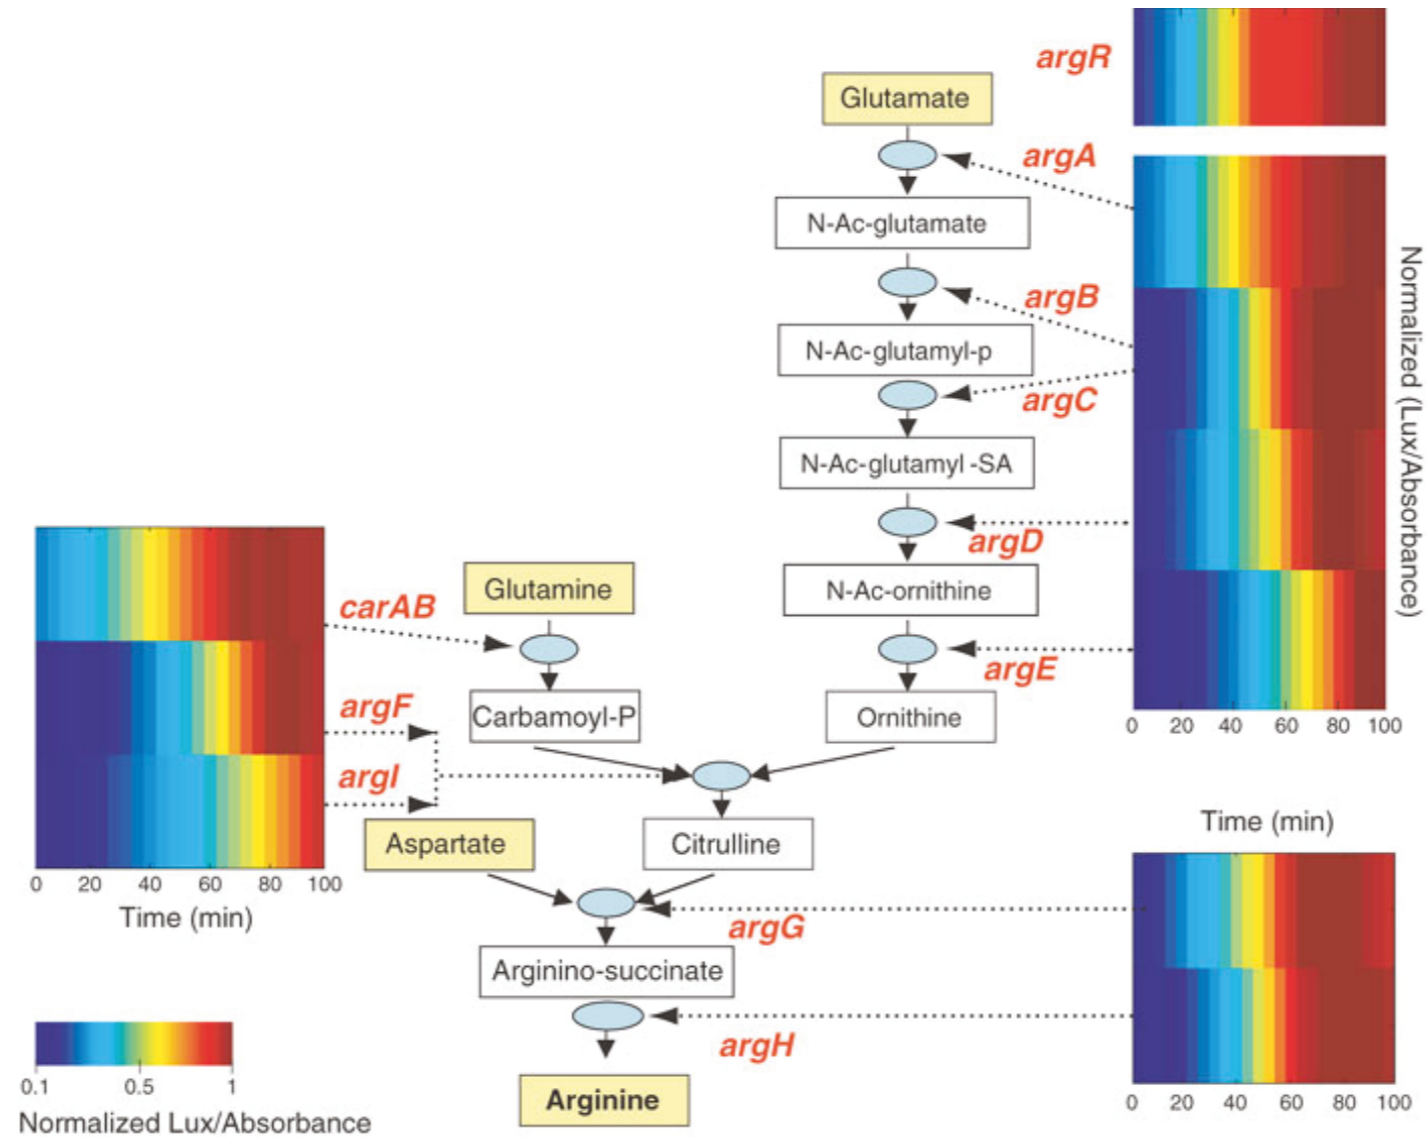 argR
Glutamate
argA
N-Ac-glutamate
argB
N-Ac-glutamyl-p
argC
N-Ac-glutamyl -SA
argD
N-Ac-ornithine
argE
Ornithine
Normalized (Lux/Absorbance)
0 20 40 60 80 100
Time (min)
carAB
Glutamine
Carbamoyl-P
argF
argI
Aspartate
Citrulline
0 20 40 60 80 100
Time (min)
argG
Arginino-succinate
argH
Arginine
0 20 40 60 80 100
0.1 0.5 1
Normalized Lux/Absorbance